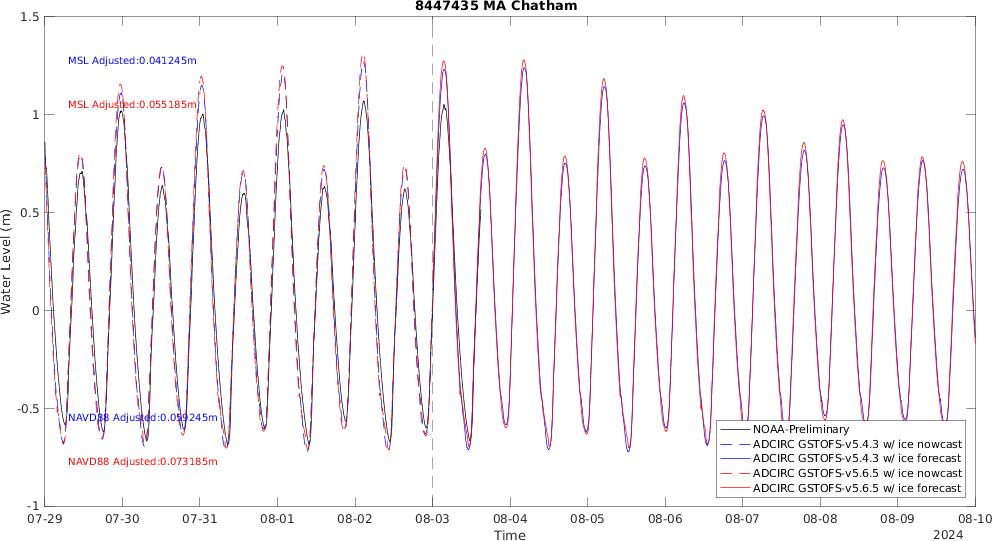 8447435 MA Chatham
1.5
1
0.5
0
-0.5
-1
Water Level (m)
MSL Adjusted:0.041245m
MSL Adjusted:0.055185m
NAVD88 Adjusted:0.059245m
NAVD88 Adjusted:0.073185m
NOAA-Preliminary
ADCIRC GSTOFS-v5.4.3 w/ ice nowcast
ADCIRC GSTOFS-v5.4.3 w/ ice forecast
ADCIRC GSTOFS-v5.6.5 w/ ice nowcast
ADCIRC GSTOFS-v5.6.5 w/ ice forecast
07-29 07-30 07-31 08-01 08-02 08-03 08-04 08-05 08-06 08-07 08-08 08-09 08-10
Time
2024